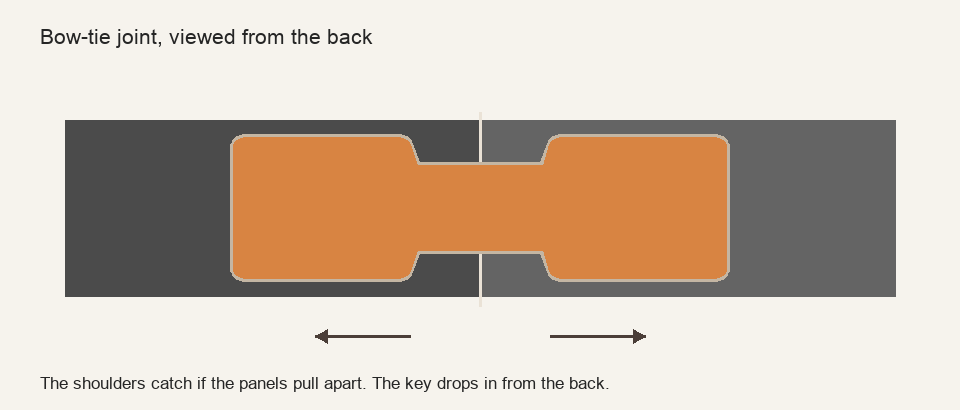 Bow-tie joint, viewed from the back
The shoulders catch if the panels pull apart. The key drops in from the back.